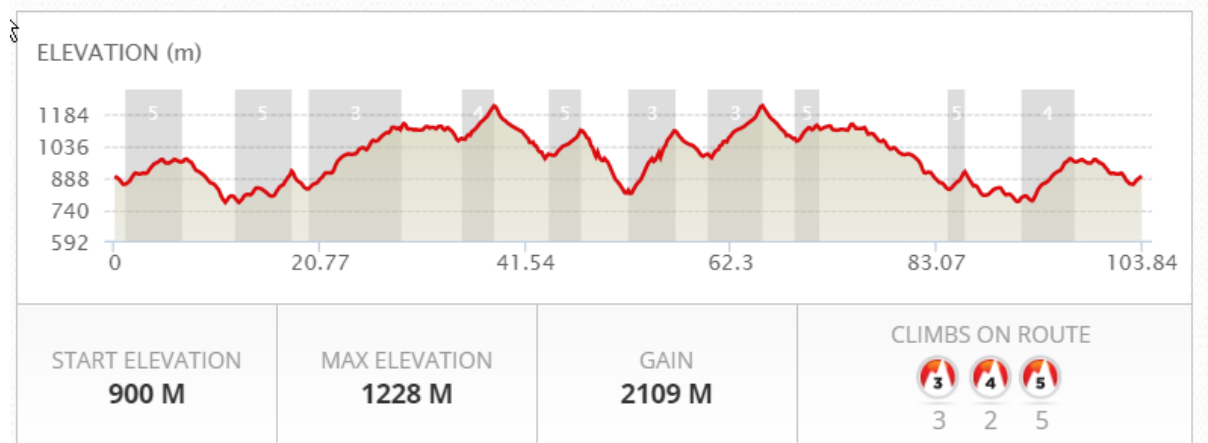 ELEVATION (m)
5 5 3 4 5 3 3 5 5 4
1184
1036
888
740
592
0 20.77 41.54 62.3 83.07 103.84
START ELEVATION
900 M
MAX ELEVATION
1228 M
GAIN
2109 M
CLIMBS ON ROUTE
3 4 5
3 2 5